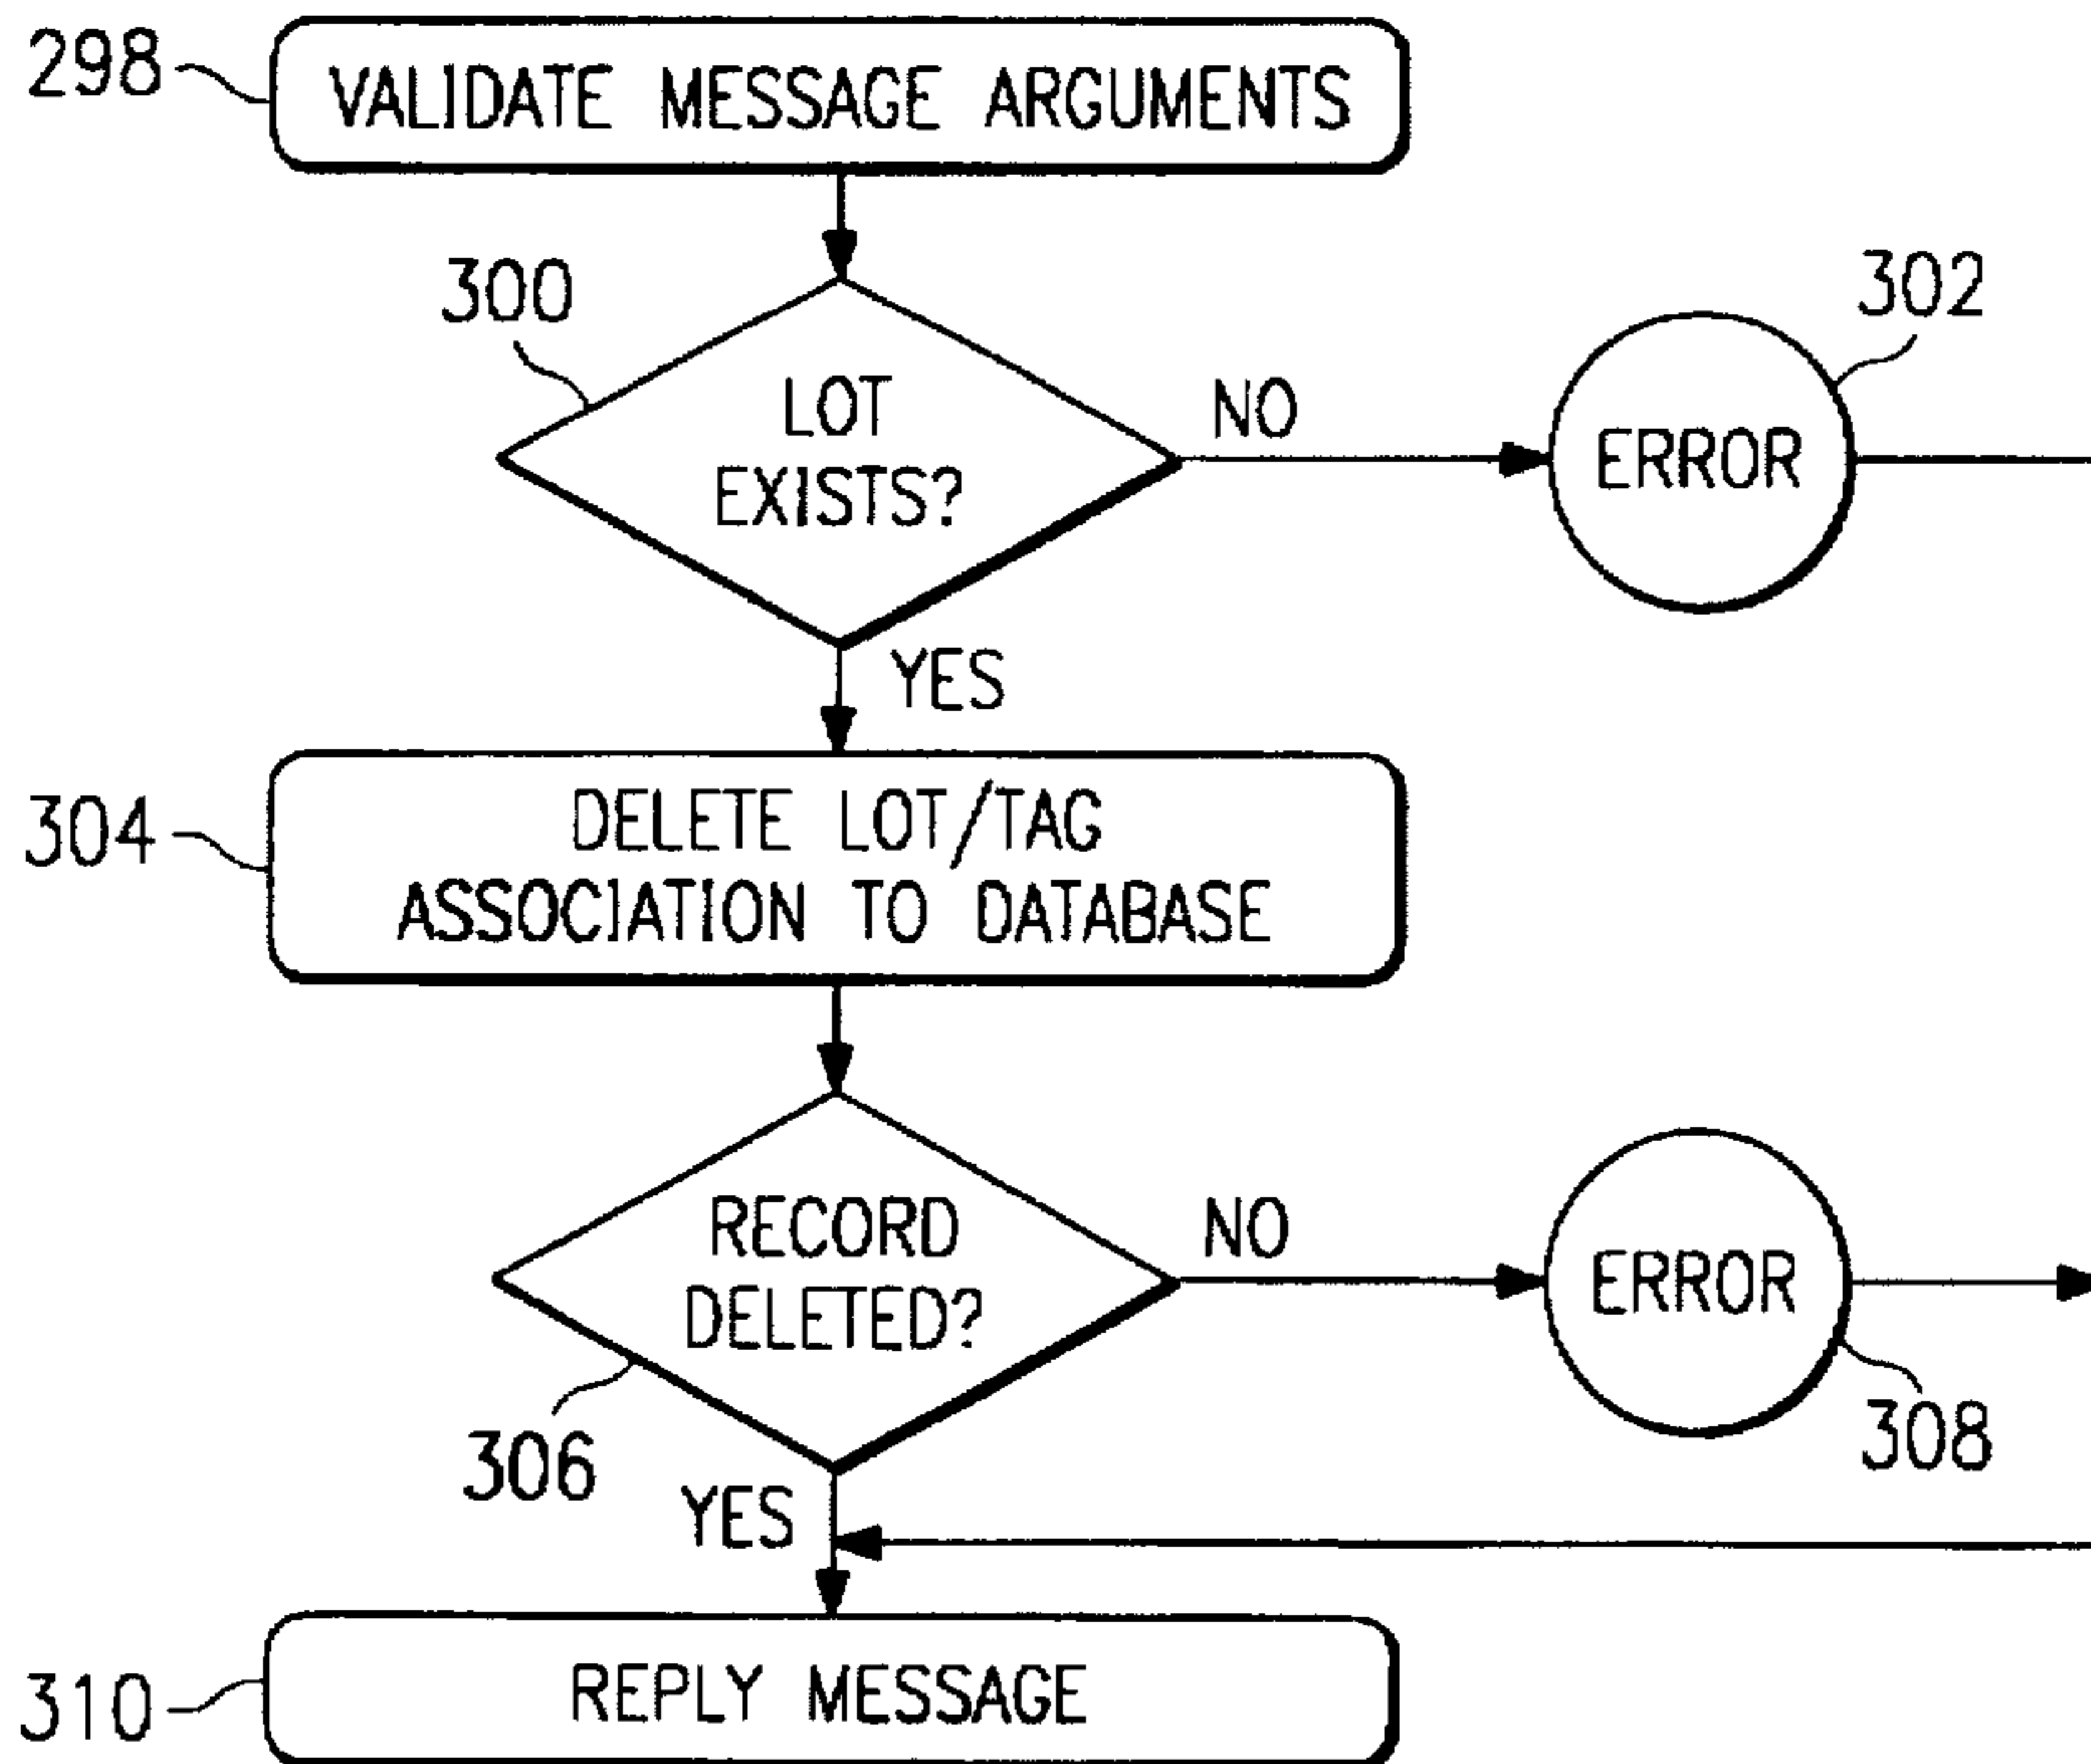 298
VALIDATE MESSAGE ARGUMENTS
300
LOT
EXISTS?
NO
302
ERROR
YES
304
DELETE LOT/TAG
ASSOCIATION TO DATABASE
306
RECORD
DELETED?
NO
ERROR
308
YES
310
REPLY MESSAGE